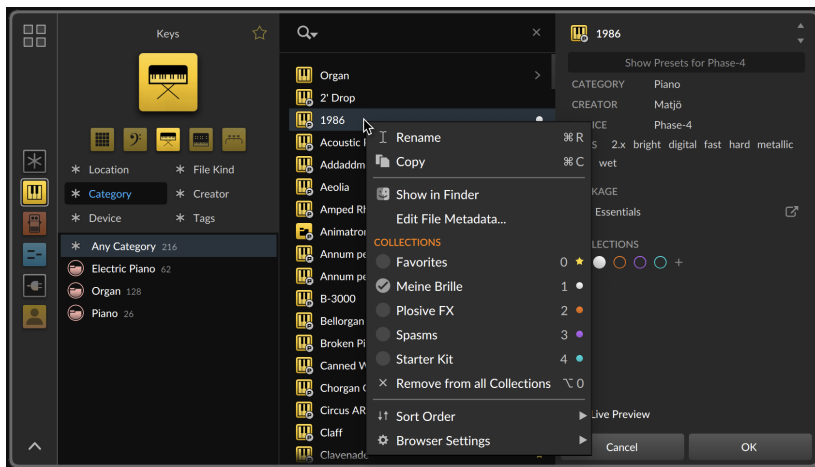 Keys
* Location
* File Kind
* Category
* Creator
* Device
* Tags
* Any Category 216
Electric Piano 62
Organ 128
Piano 26
Organ
2' Drop
1986
Acoustic
Addaddm
Aeolia
Amped Rh
Animatron
Annum pe
Annum pe
B-3000
Bellorgan
Broken Pi
Canned W
Chorgan
Circus AR
Claff
Clavenade
Rename ⌘ R
Copy ⌘ C
Show in Finder
Edit File Metadata...
COLLECTIONS
Favorites 0
Meine Brille 1
Plosive FX 2
Spasms 3
Starter Kit 4
× Remove from all Collections ⌥ 0
Sort Order
Browser Settings
1986
Show Presets for Phase-4
CATEGORY Piano
CREATOR Matjö
ICE Phase-4
S 2.x bright digital fast hard metallic
wet
KAGE
Essentials
LECTIONS
+
Live Preview
Cancel
OK